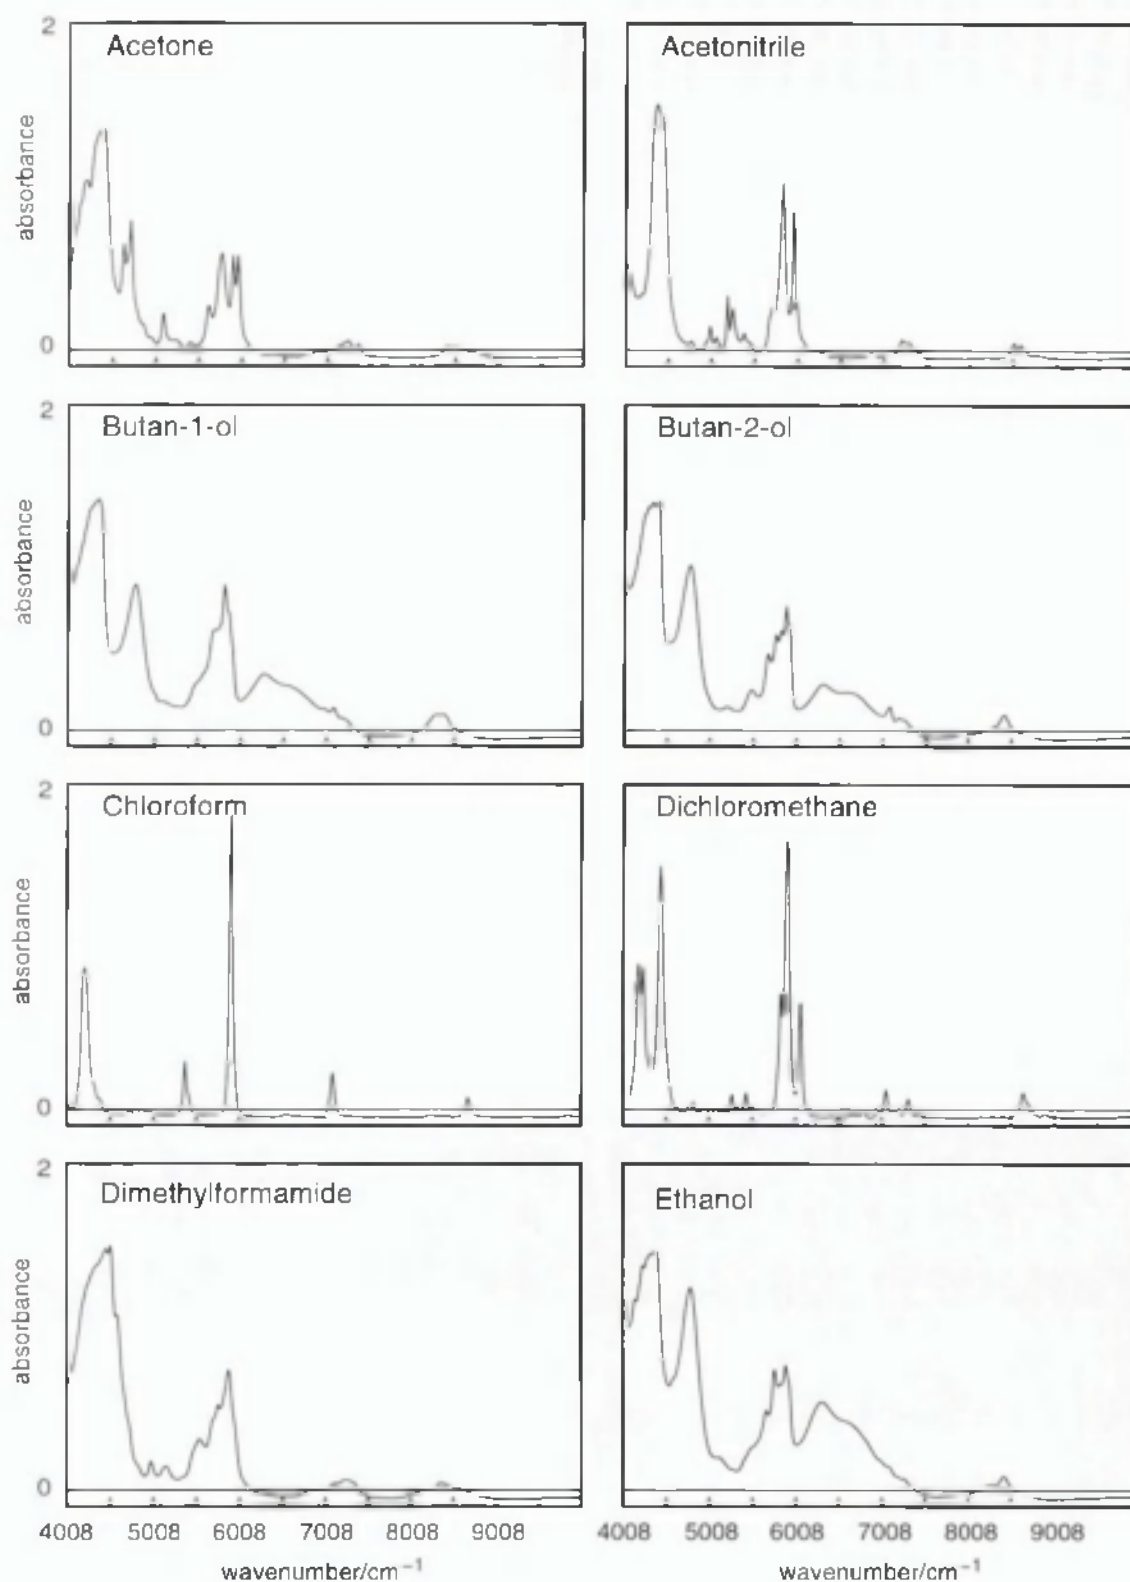 2
Acetone
Acetonitrile
absorbance
0
2
Butan-1-ol
Butan-2-ol
absorbance
0
2
Chloroform
Dichloromethane
absorbance
0
2
Dimethylformamide
Ethanol
absorbance
0
4008 5008 6008 7008 8008 9008
4008 5008 6008 7008 8008 9008
wavenumber/cm⁻¹
wavenumber/cm⁻¹